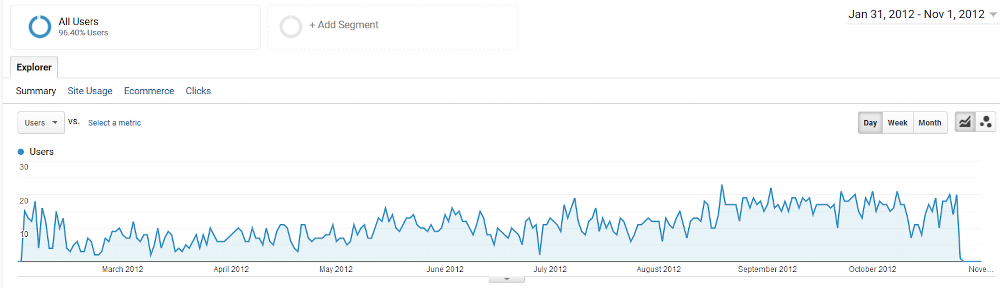 All Users
96.40% Users
+ Add Segment
Jan 31, 2012 - Nov 1, 2012
Explorer
Summary Site Usage Ecommerce Clicks
Users vs. Select a metric
Day Week Month
Users
30
20
10
March 2012 April 2012 May 2012 June 2012 July 2012 August 2012 September 2012 October 2012 Nove...